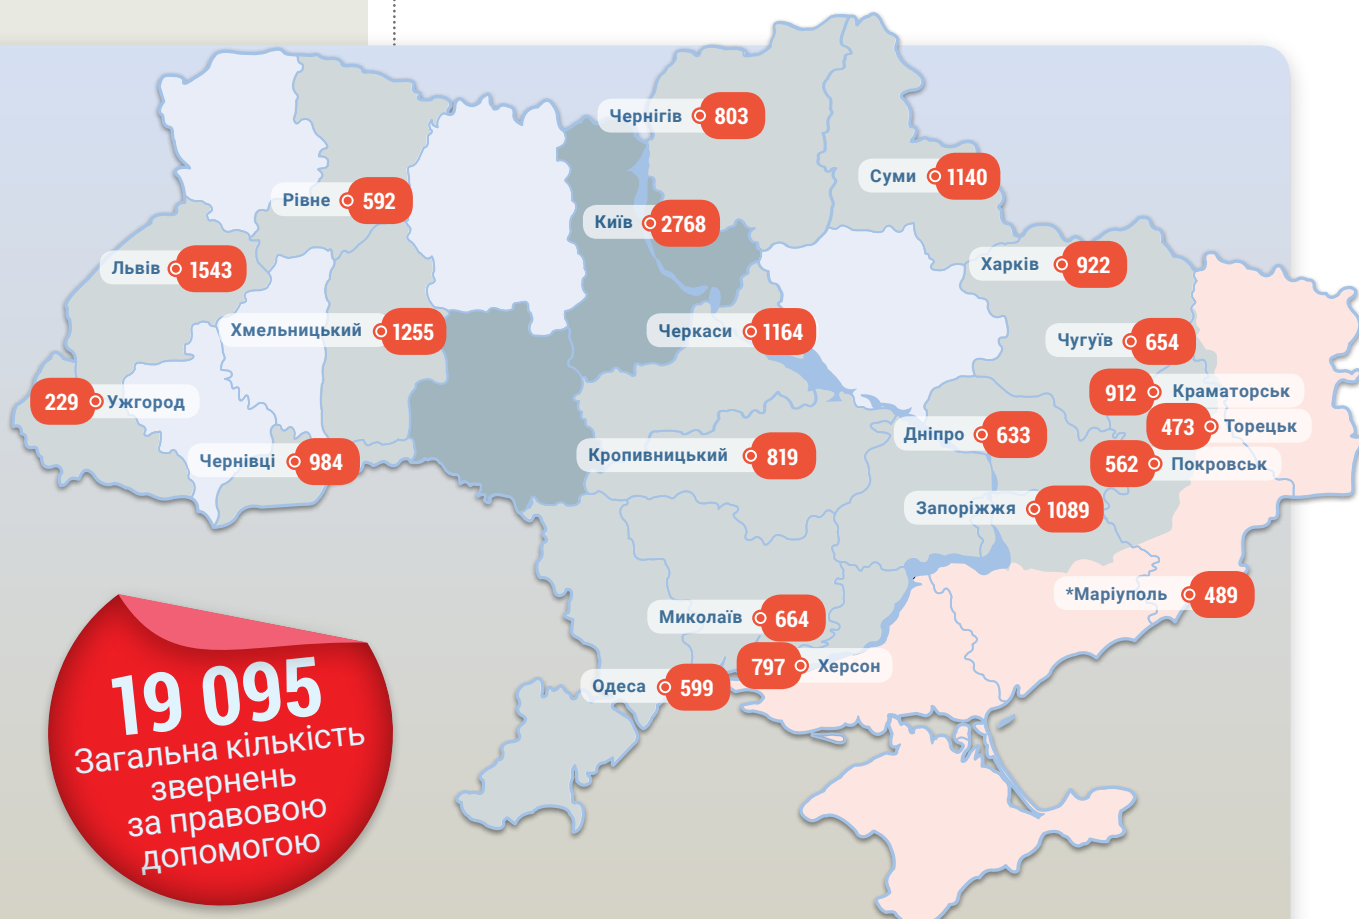 Чернігів 803
Суми 1140
Рівне 592
Київ 2768
Львів 1543
Харків 922
Хмельницький 1255
Черкаси 1164
Чугуїв 654
912 Краматорськ
229 Ужгород
473 Торецьк
Дніпро 633
Чернівці 984
Кропивницький 819
562 Покровськ
Запоріжжя 1089
*Маріуполь 489
Миколаїв 664
797 Херсон
Одеса 599
19 095
Загальна кількість
звернень
за правовою
допомогою